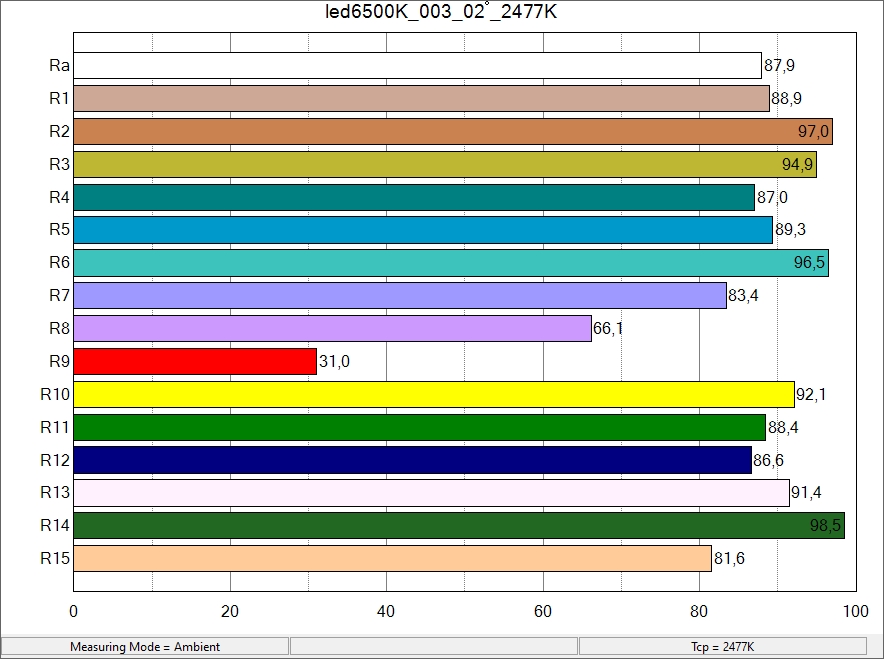 led6500K_003_02°_2477K
Ra 87,9
R1 88,9
R2 97,0
R3 94,9
R4 87,0
R5 89,3
R6 96,5
R7 83,4
R8 66,1
R9 31,0
R10 92,1
R11 88,4
R12 86,6
R13 91,4
R14 98,5
R15 81,6
0 20 40 60 80 100
Measuring Mode = Ambient Tcp = 2477K